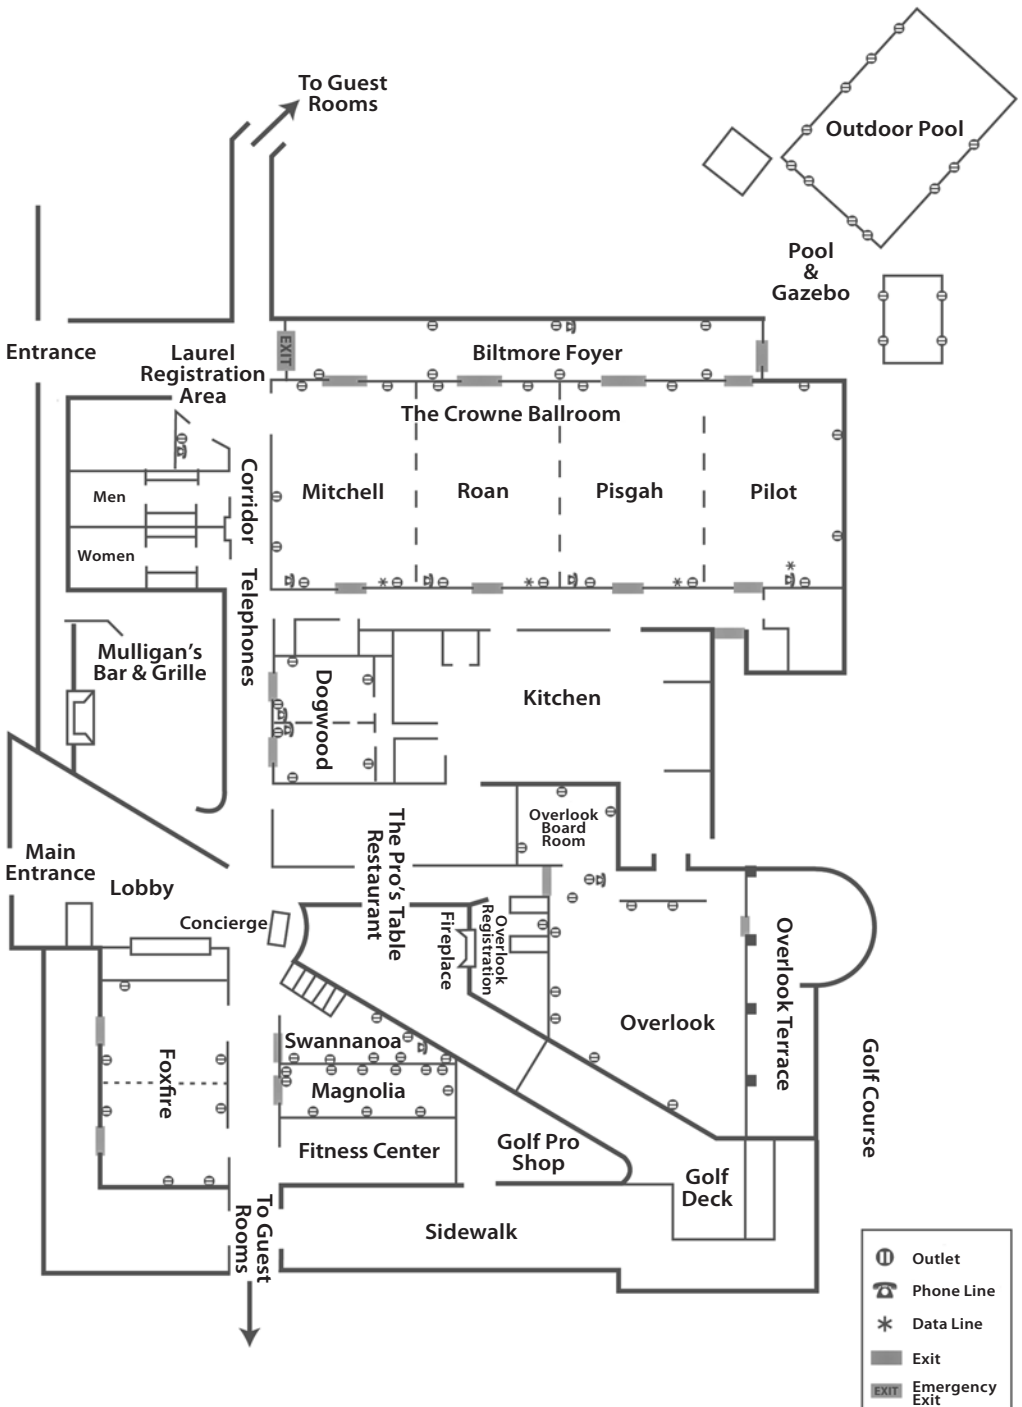 To Guest
Rooms
Outdoor Pool
Pool
&
Gazebo
Entrance
Laurel
Registration
Area
EXIT
Biltmore Foyer
The Crowne Ballroom
Mitchell
Roan
Pisgah
Pilot
Men
Women
Corridor
Telephones
Mulligan's
Bar & Grille
Dogwood
Kitchen
Overlook
Board
Room
The Pro's Table
Restaurant
Main
Entrance
Lobby
Concierge
Fireplace
Overlook
Registration
Overlook
Overlook Terrace
Golf Course
Swannanoa
Magnolia
Foxfire
Fitness Center
Golf Pro
Shop
Golf
Deck
Sidewalk
To Guest
Rooms
Outlet
Phone Line
Data Line
Exit
EXIT
Emergency
Exit